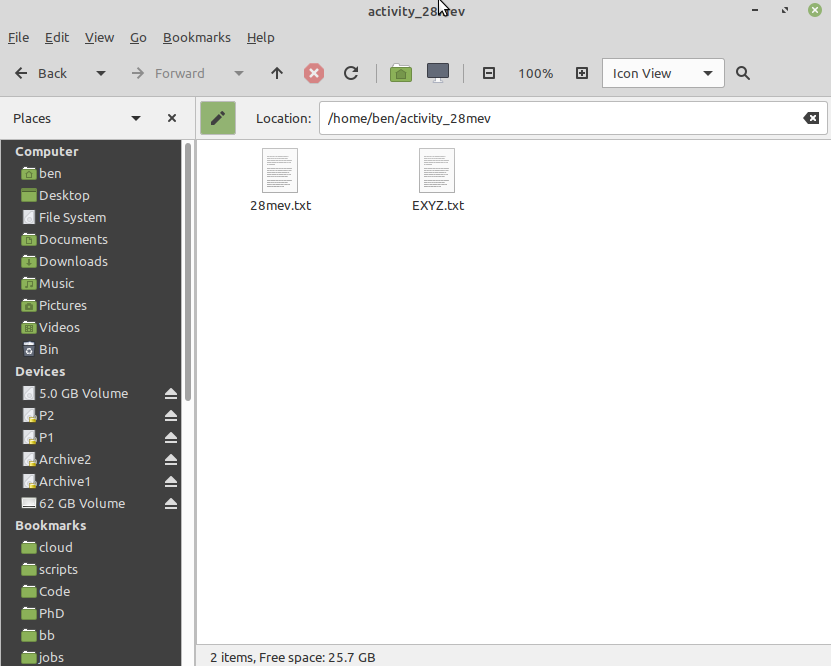 activity_28mev
File Edit View Go Bookmarks Help
Back Forward 100% Icon View
Places Location: /home/ben/activity_28mev
Computer
ben
Desktop
File System
Documents
Downloads
Music
Pictures
Videos
Bin
Devices
5.0 GB Volume
P2
P1
Archive2
Archive1
62 GB Volume
Bookmarks
cloud
scripts
Code
PhD
bb
jobs
28mev.txt EXYZ.txt
2 items, Free space: 25.7 GB